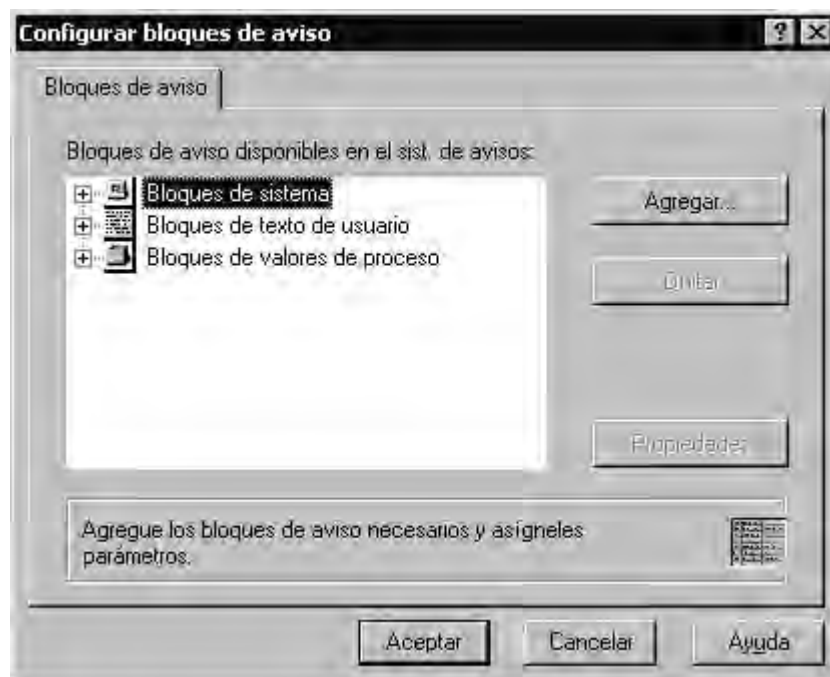 Configurar bloques de aviso
Bloques de aviso
Bloques de aviso disponibles en el sist. de avisos:
Bloques de sistema
Agregar...
Bloques de texto de usuario
Bloques de valores de proceso
Quitar
Propiedades
Agregue los bloques de aviso necesarios y asígneles
parámetros.
Aceptar
Cancelar
Ayuda